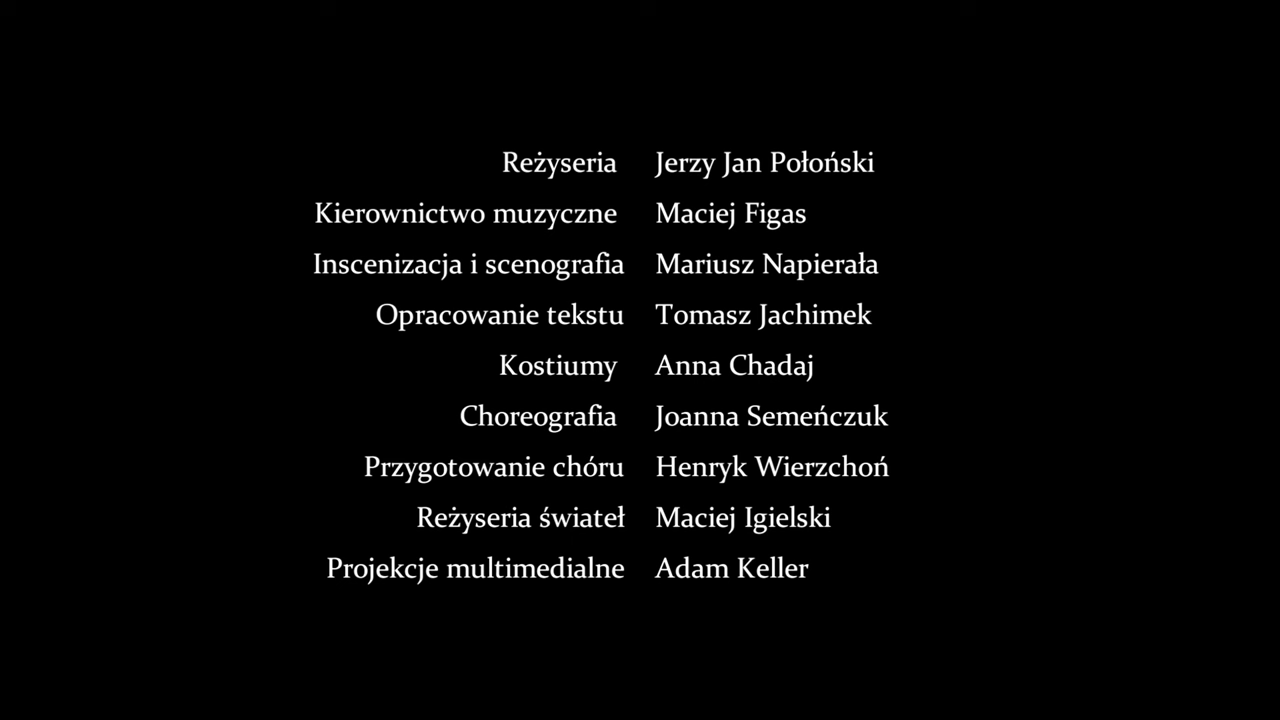 Reżyseria Jerzy Jan Połoński
Kierownictwo muzyczne Maciej Figas
Inscenizacja i scenografia Mariusz Napierała
Opracowanie tekstu Tomasz Jachimek
Kostiumy Anna Chadaj
Choreografia Joanna Semeńczuk
Przygotowanie chóru Henryk Wierzchoń
Reżyseria świateł Maciej Igielski
Projekcje multimedialne Adam Keller